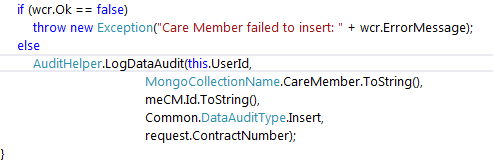 if (wcr.Ok == false)
throw new Exception("Care Member failed to insert: " + wcr.ErrorMessage);
else
AuditHelper.LogDataAudit(this.UserId,
MongoCollectionName.CareMember.ToString(),
meCM.Id.ToString(),
Common.DataAuditType.Insert,
request.ContractNumber);
}